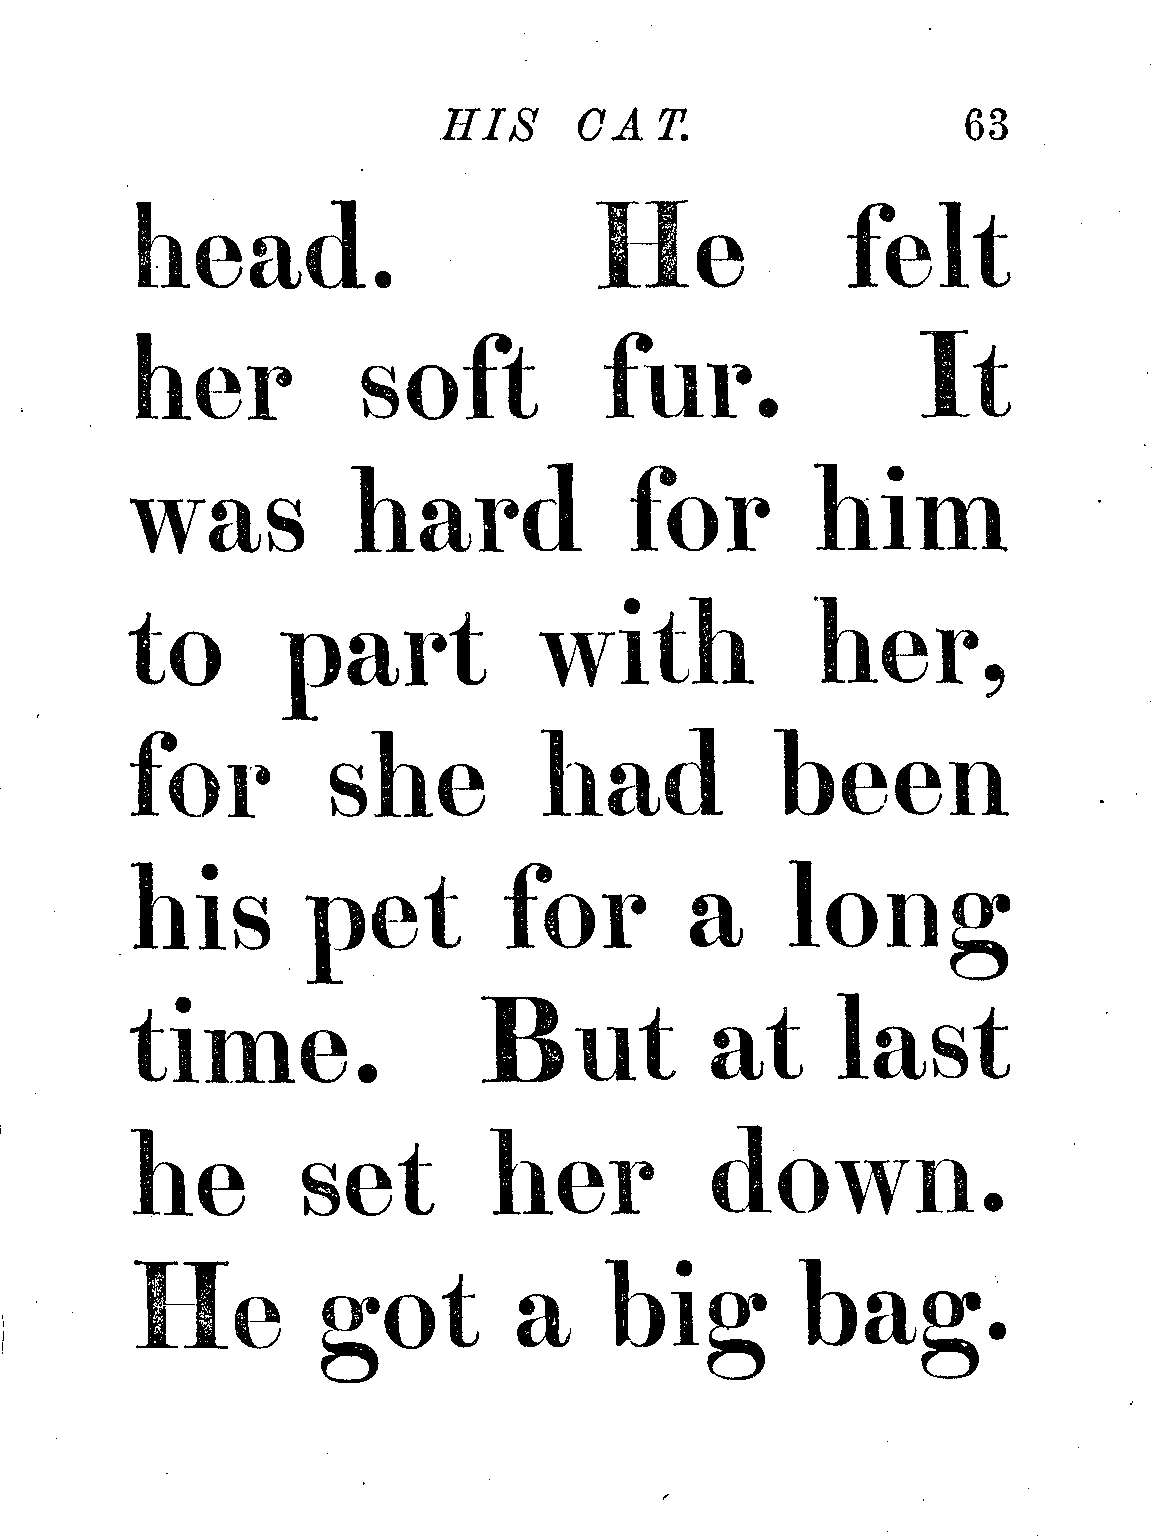 HIS CAT. 63
head. He felt
her soft fur. It
was hard for him
to part with her,
for she had been
his pet for a long
time. But at last
he set her down.
He got a big bag.